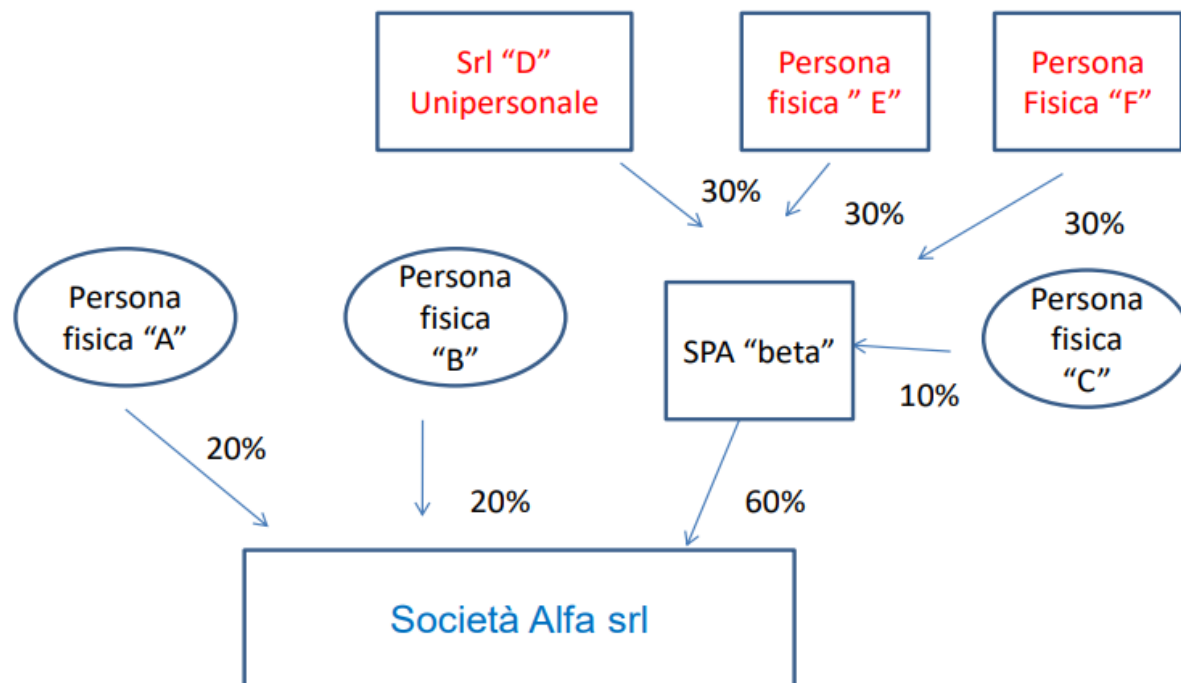 Srl “D”
Unipersonale
Persona
fisica ” E”
Persona
Fisica “F”
30%
30%
30%
Persona
fisica “A”
Persona
fisica
“B”
SPA “beta”
Persona
fisica
“C”
10%
20%
20%
60%
Società Alfa srl